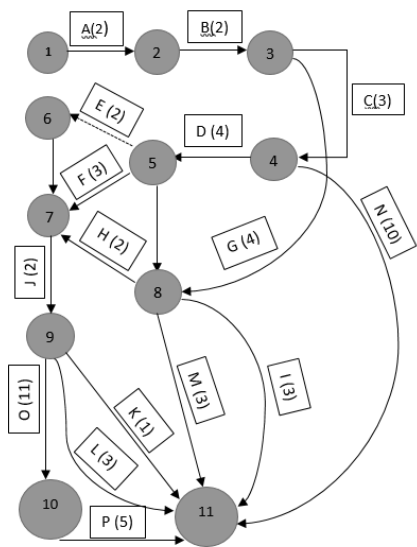 A(2)
B(2)
1
2
3
C(3)
E (2)
6
D (4)
5
4
F (3)
7
N (10)
H (2)
G (4)
J (2)
8
9
O (11)
M (3)
I (3)
K (1)
L (3)
10
11
P (5)